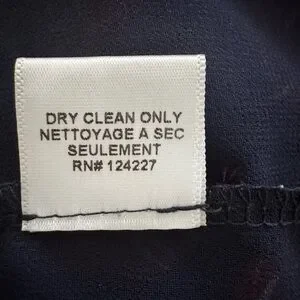 DRY CLEAN ONLY
NETTOYAGE A SEC
SEULEMENT
RN# 124227